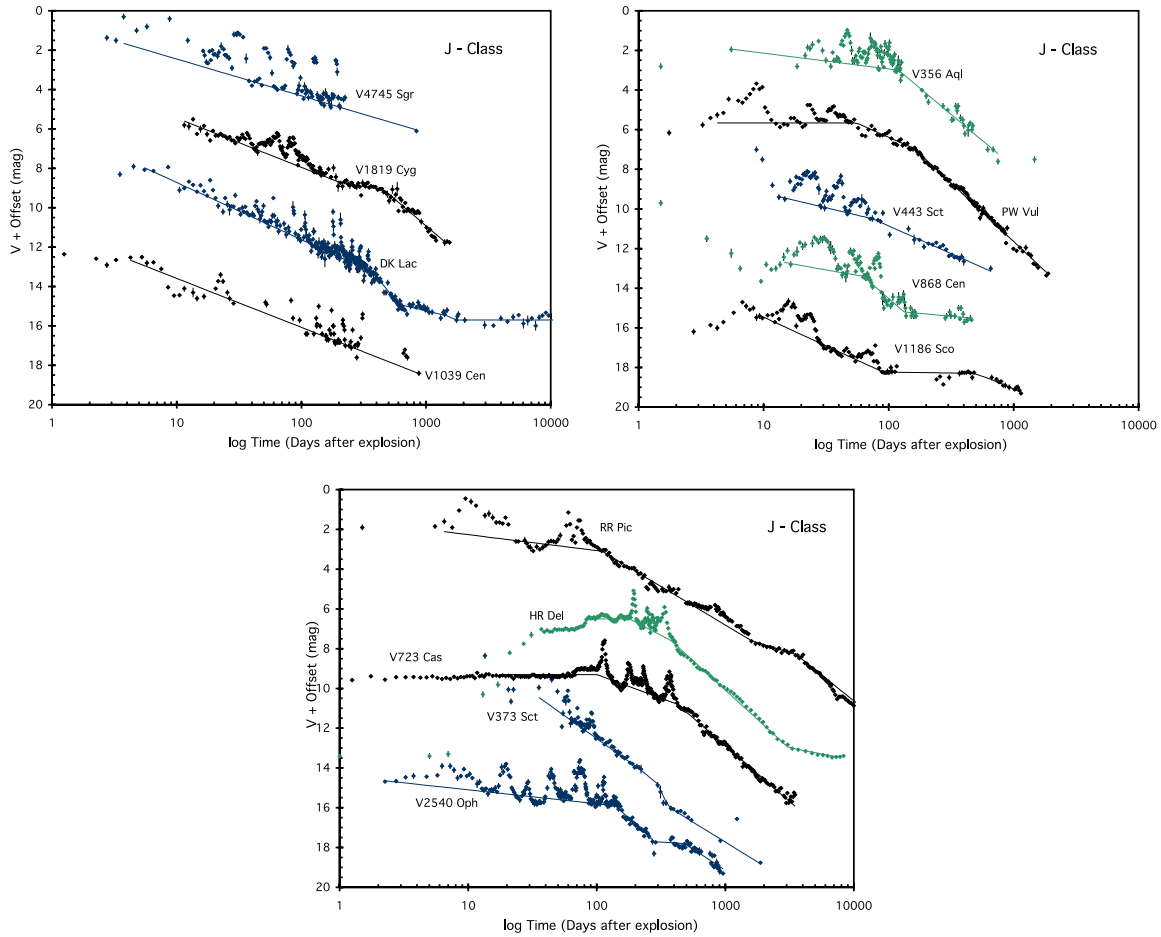 J - Class
V + Offset (mag)
0
2
4
6
8
10
12
14
16
18
20
V4745 Sgr
V1819 Cyg
DK Lac
V1039 Cen
1
10
100
1000
10000
log Time (Days after explosion)
J - Class
V + Offset (mag)
0
2
4
6
8
10
12
14
16
18
20
V356 Aql
PW Vul
V443 Sct
V868 Cen
V1186 Sco
1
10
100
1000
10000
log Time (Days after explosion)
J - Class
V + Offset (mag)
0
2
4
6
8
10
12
14
16
18
20
RR Pic
HR Del
V723 Cas
V373 Sct
V2540 Oph
1
10
100
1000
10000
log Time (Days after explosion)